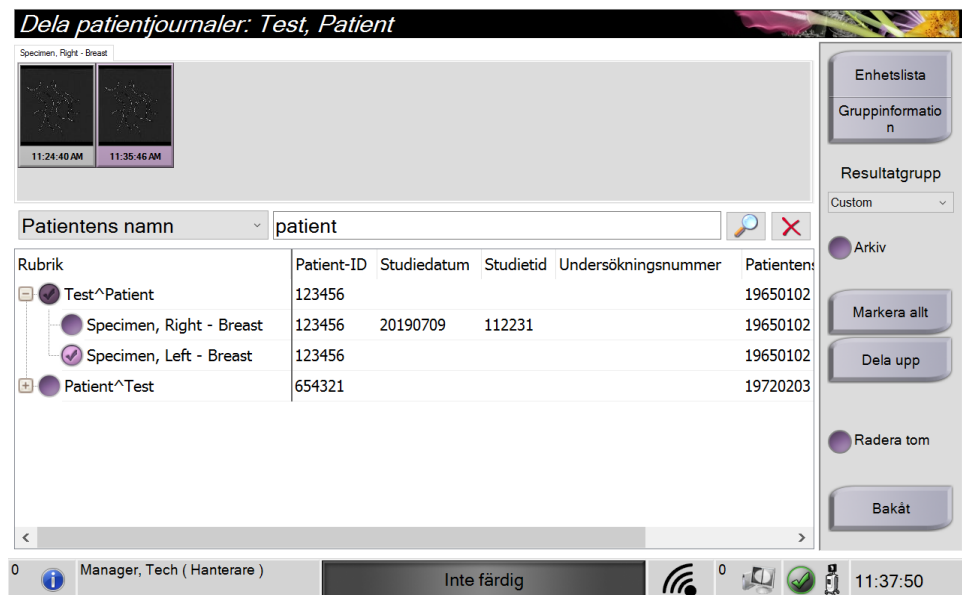 Dela patientjournaler: Test, Patient
Specimen, Right - Breast
11:24:40 AM 11:35:46 AM
Enhetslista
Gruppinformatio
n
Resultatgrupp
Custom
Arkiv
Markera allt
Dela upp
Radera tom
Bakåt
Patientens namn patient
Rubrik Patient-ID Studiedatum Studietid Undersökningsnummer Patientens
Test^Patient 123456 19650102
Specimen, Right - Breast 123456 20190709 112231 19650102
Specimen, Left - Breast 123456 19650102
Patient^Test 654321 19720203
0 Manager, Tech ( Hanterare ) Inte färdig 0 11:37:50